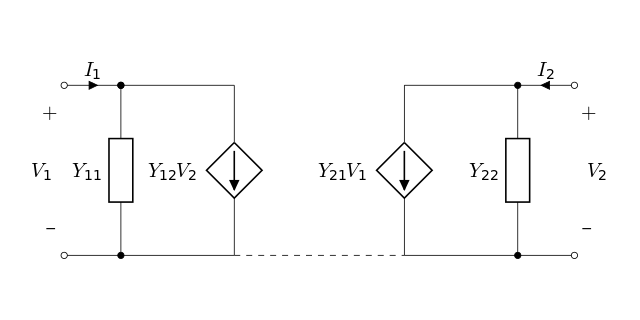 I₁ I₂
+ +
V₁ Y₁₁ Y₁₂V₂ Y₂₁V₁ Y₂₂ V₂
– –